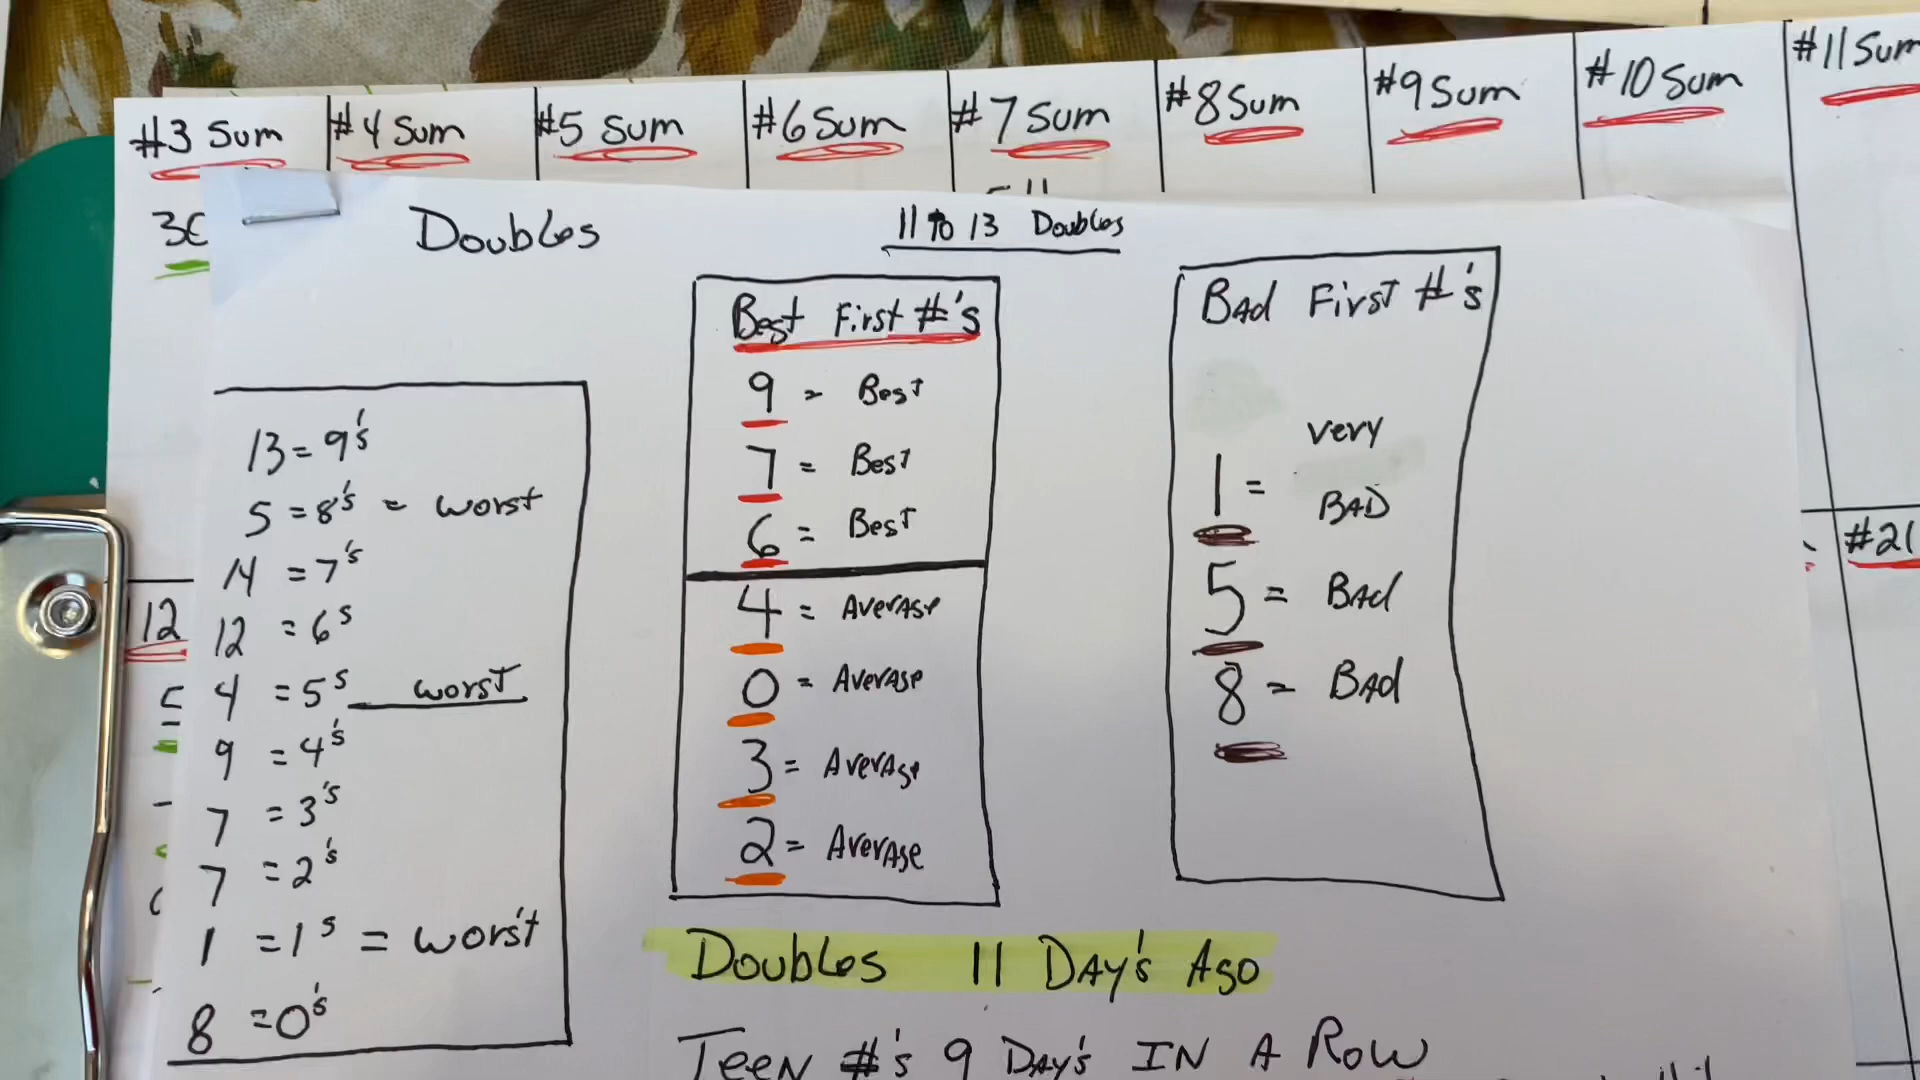 #3 Sum #4 Sum #5 Sum #6 Sum #7 Sum #8 Sum #9 Sum #10 Sum #11 Sum
Doubles
11 to 13 Doubles
13 = 9's
5 = 8's = worst
14 = 7's
12 = 6s
4 = 5s worst
9 = 4's
7 = 3's
7 = 2's
1 = 1s = worst
8 = 0's
Best First #'s
9 = Best
7 = Best
6 = Best
4 = Average
0 = Average
3 = Average
2 = Average
Bad First #'s
very
1 = BAD
5 = Bad
8 = Bad
12
#21
Doubles 11 Day's Ago
Teen #'s 9 Day's IN A Row